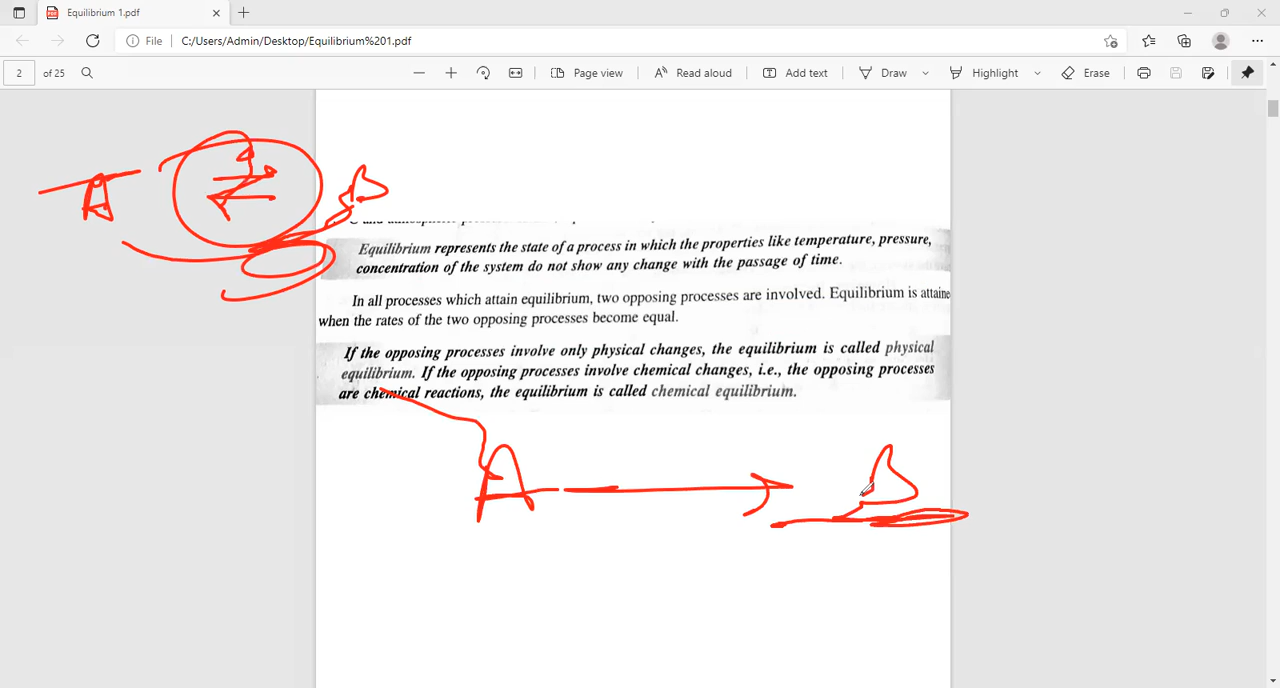 Equilibrium 1.pdf
File C:/Users/Admin/Desktop/Equilibrium%201.pdf
2 of 25 Page view Read aloud Add text Draw Highlight Erase
A ⇌ B
Equilibrium represents the state of a process in which the properties like temperature, pressure,
concentration of the system do not show any change with the passage of time.
In all processes which attain equilibrium, two opposing processes are involved. Equilibrium is attaine
when the rates of the two opposing processes become equal.
If the opposing processes involve only physical changes, the equilibrium is called physical
equilibrium. If the opposing processes involve chemical changes, i.e., the opposing processes
are chemical reactions, the equilibrium is called chemical equilibrium.
A → B